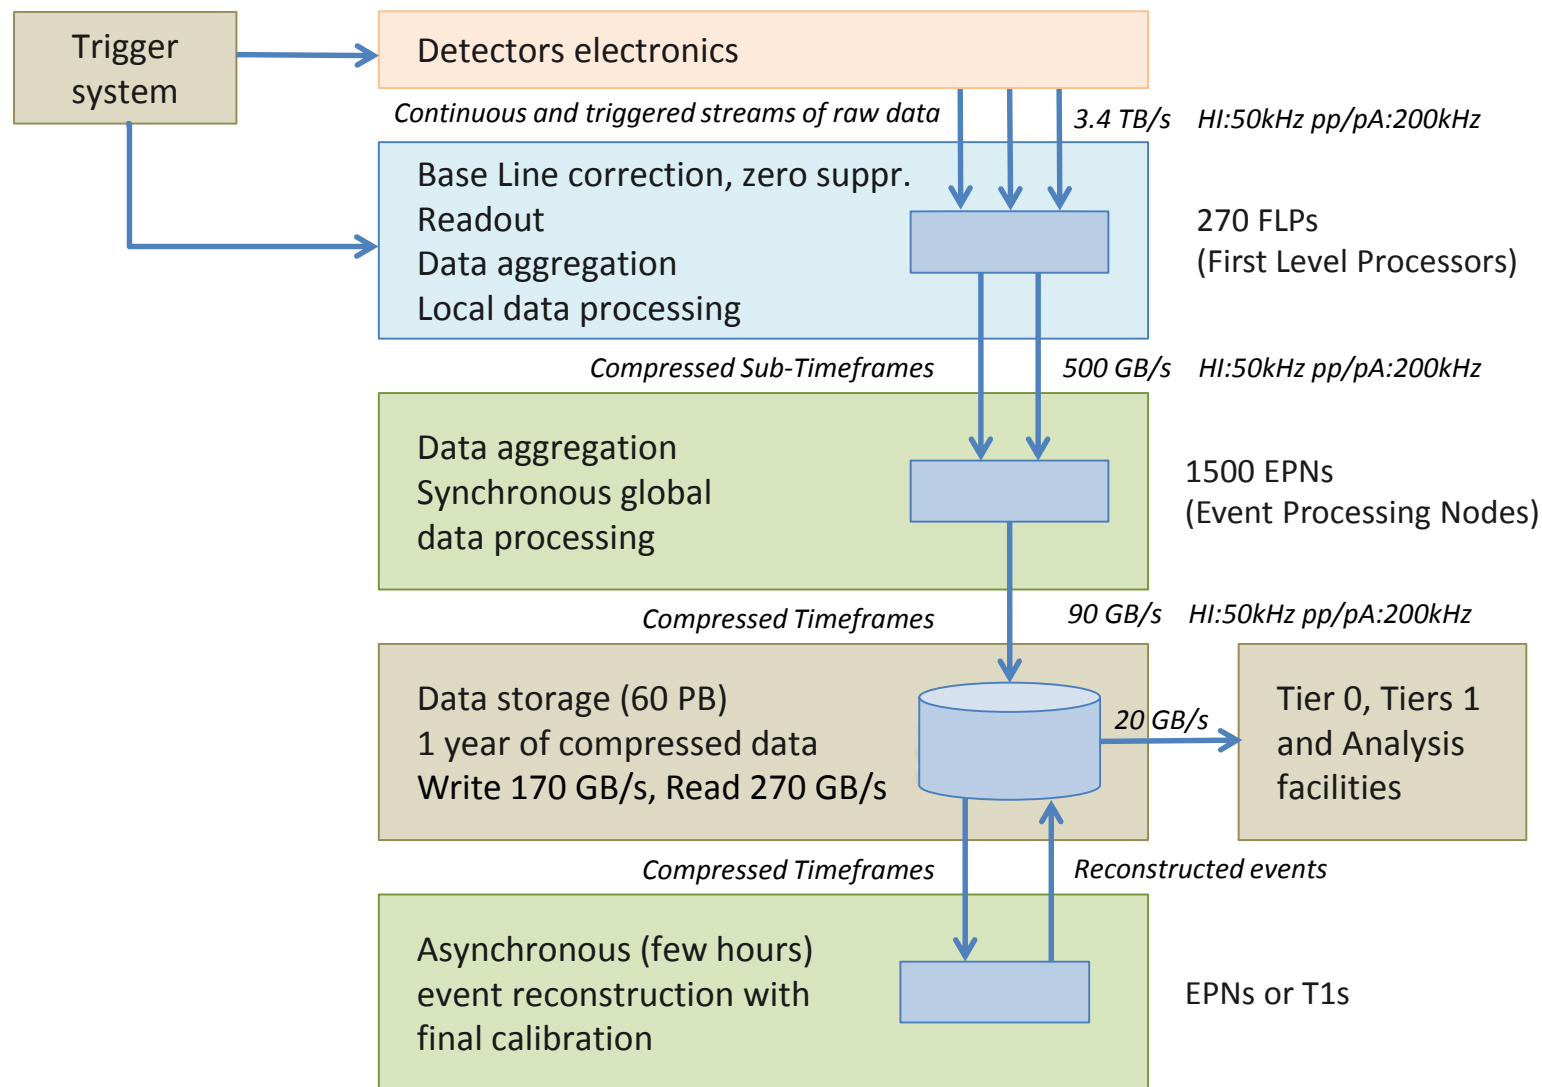 Trigger
system
Detectors electronics
Continuous and triggered streams of raw data
3.4 TB/s HI:50kHz pp/pA:200kHz
Base Line correction, zero suppr.
Readout
Data aggregation
Local data processing
270 FLPs
(First Level Processors)
Compressed Sub-Timeframes
500 GB/s HI:50kHz pp/pA:200kHz
Data aggregation
Synchronous global
data processing
1500 EPNs
(Event Processing Nodes)
Compressed Timeframes
90 GB/s HI:50kHz pp/pA:200kHz
Data storage (60 PB)
1 year of compressed data
Write 170 GB/s, Read 270 GB/s
20 GB/s
Tier 0, Tiers 1
and Analysis
facilities
Compressed Timeframes
Reconstructed events
Asynchronous (few hours)
event reconstruction with
final calibration
EPNs or T1s